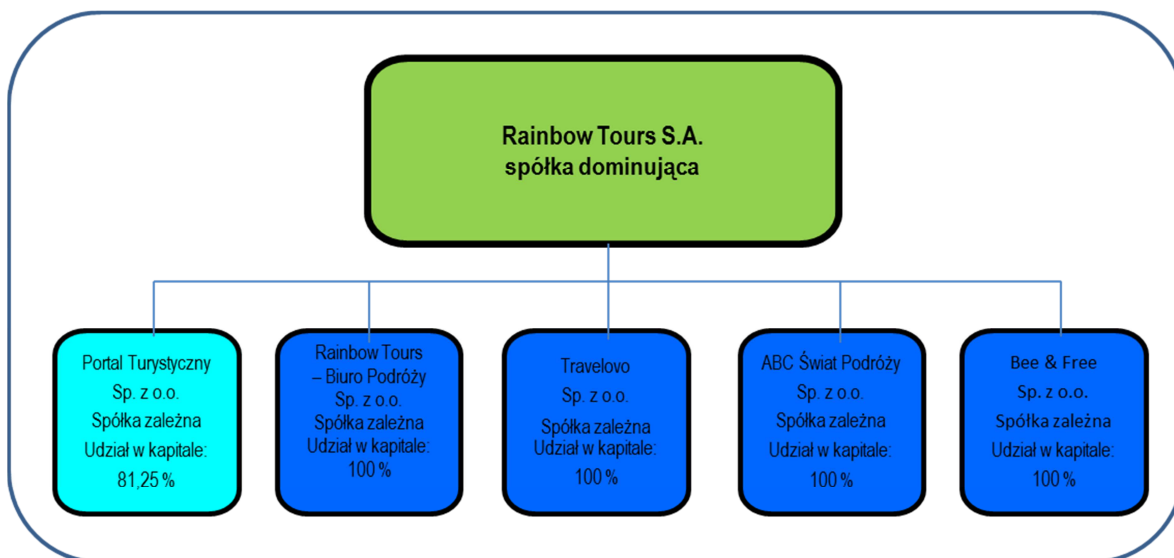 Rainbow Tours S.A.
spółka dominująca
Portal Turystyczny
Sp. z o.o.
Spółka zależna
Udział w kapitale:
81,25 %
Rainbow Tours
– Biuro Podróży
Sp. z o.o.
Spółka zależna
Udział w kapitale:
100 %
Travelovo
Sp. z o.o.
Spółka zależna
Udział w kapitale:
100 %
ABC Świat Podróży
Sp. z o.o.
Spółka zależna
Udział w kapitale:
100 %
Bee & Free
Sp. z o.o.
Spółka zależna
Udział w kapitale:
100 %